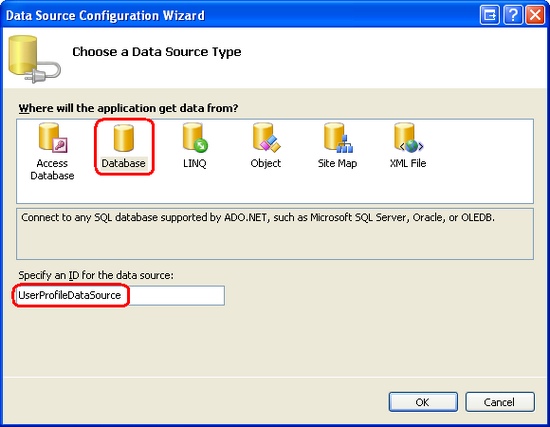 Data Source Configuration Wizard
Choose a Data Source Type
Where will the application get data from?
Access Database
Database
LINQ
Object
Site Map
XML File
Connect to any SQL database supported by ADO.NET, such as Microsoft SQL Server, Oracle, or OLEDB.
Specify an ID for the data source:
UserProfileDataSource
OK
Cancel